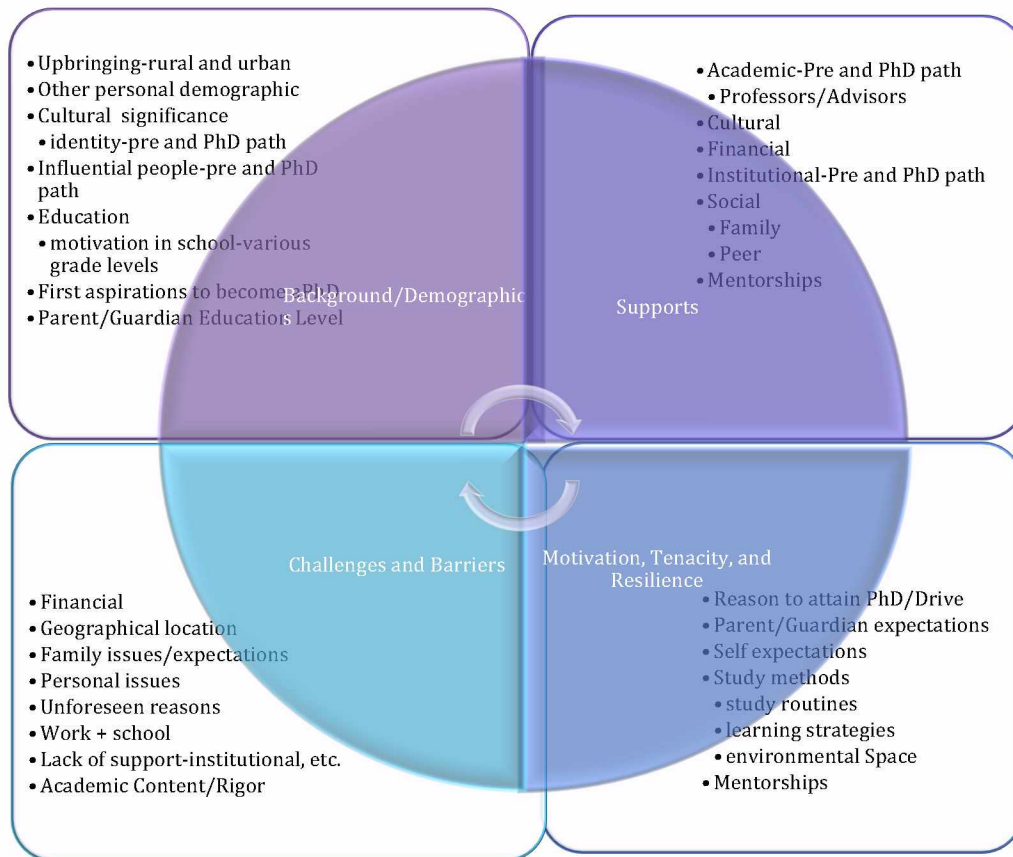 • Upbringing-rural and urban
• Other personal demographic
• Cultural significance
• identity-pre and PhD path
• Influential people-pre and PhD
path
• Education
• motivation in school-various
grade levels
• First aspirations to become a PhD
• Parent/Guardian Education Level
Background/Demographic
s
• Academic-Pre and PhD path
• Professors/Advisors
• Cultural
• Financial
• Institutional-Pre and PhD path
• Social
• Family
• Peer
• Mentorships
Supports
Challenges and Barriers
• Financial
• Geographical location
• Family issues/expectations
• Personal issues
• Unforeseen reasons
• Work + school
• Lack of support-institutional, etc.
• Academic Content/Rigor
Motivation, Tenacity, and
Resilience
• Reason to attain PhD/Drive
• Parent/Guardian expectations
• Self expectations
• Study methods
• study routines
• learning strategies
• environmental Space
• Mentorships